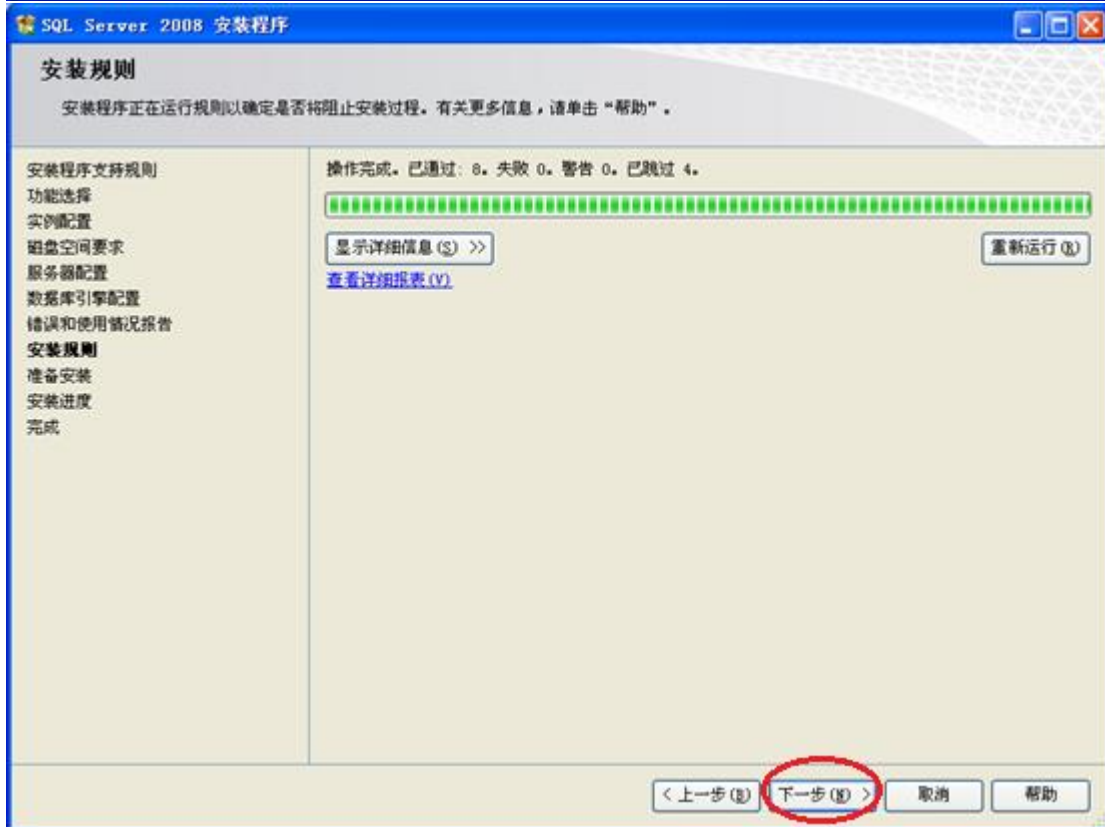 SQL Server 2008 安装程序
安装规则
安装程序正在运行规则以确定是否将阻止安装过程。有关更多信息，请单击“帮助”。
安装程序支持规则
功能选择
实例配置
磁盘空间要求
服务器配置
数据库引擎配置
错误和使用情况报告
安装规则
准备安装
安装进度
完成
操作完成。已通过: 8。失败 0。警告 0。已跳过 4。
显示详细信息(S) >>
重新运行(R)
查看详细报表(V)
< 上一步(B)
下一步(N) >
取消
帮助